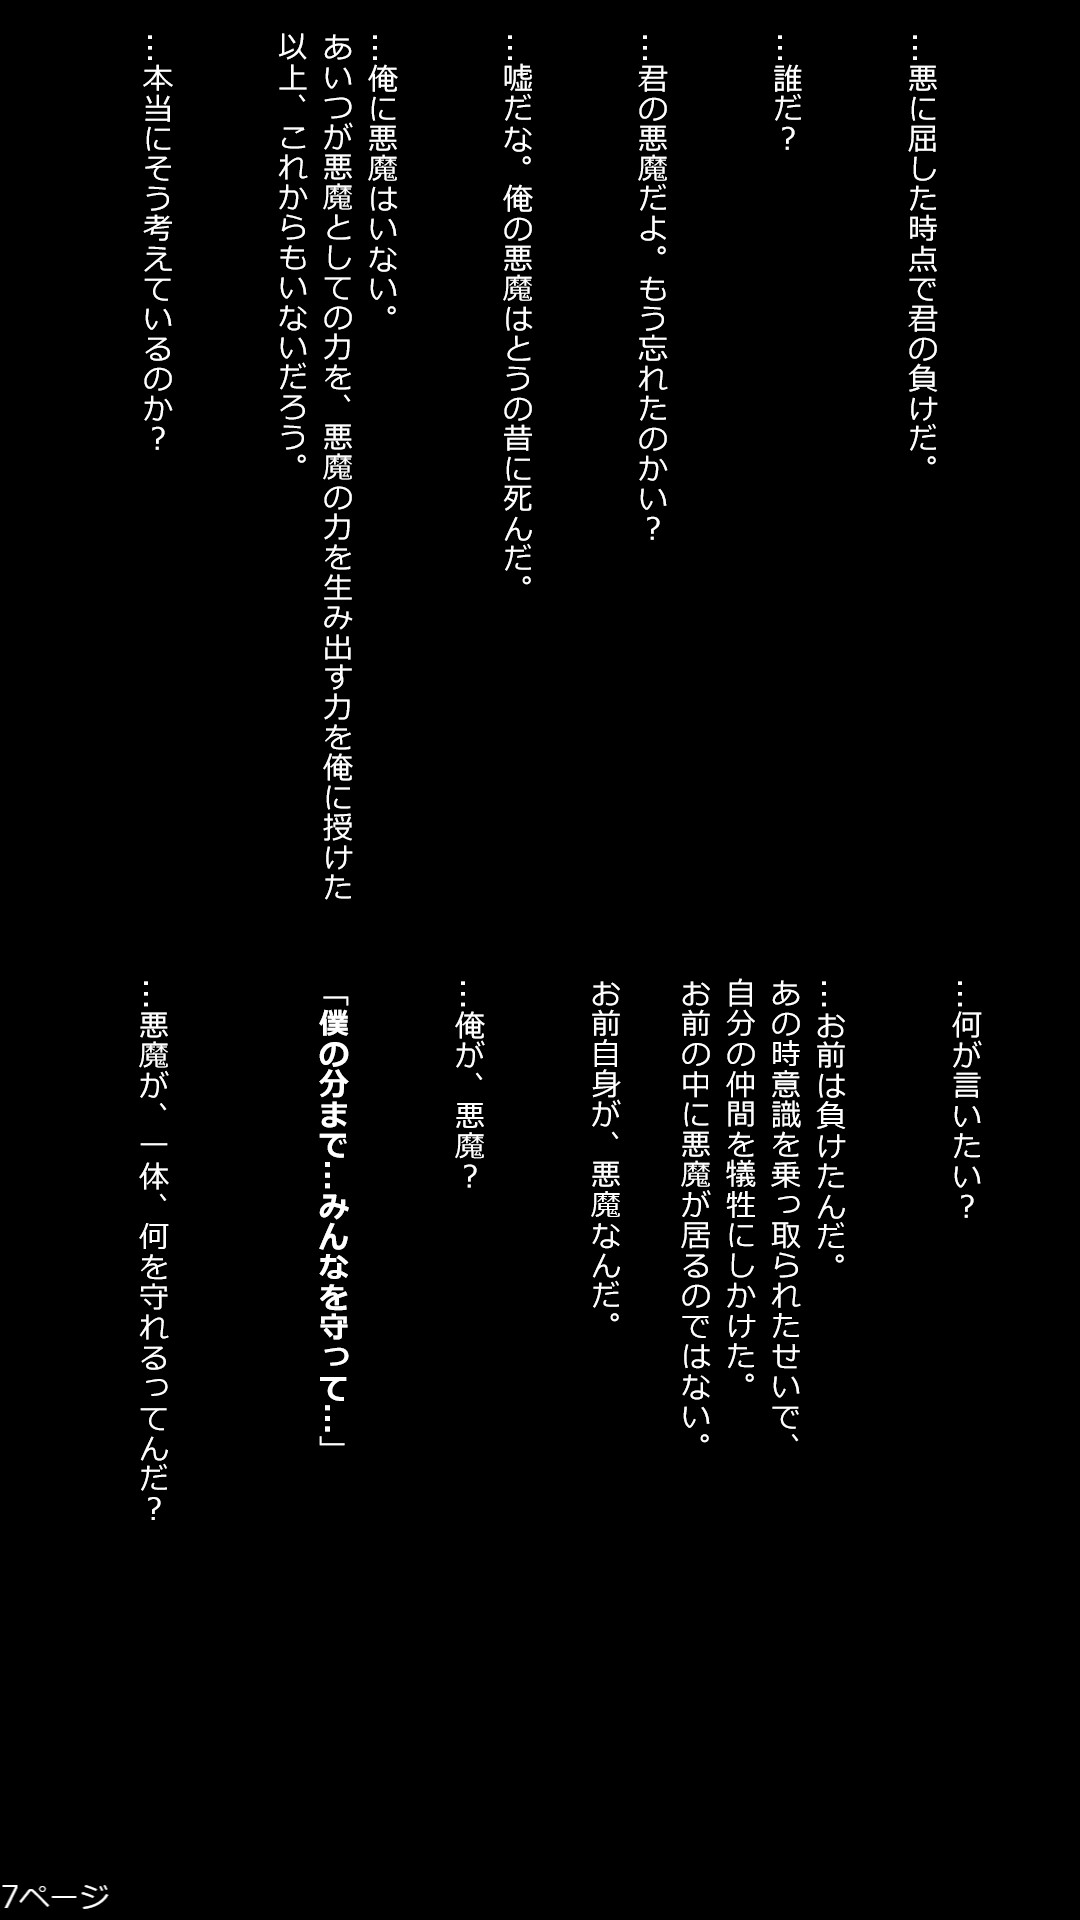 …悪に屈した時点で君の負けだ。
…誰だ？
…君の悪魔だよ。もう忘れたのかい？
…嘘だな。俺の悪魔はとうの昔に死んだ。
…俺に悪魔はいない。
あいつが悪魔としての力を、悪魔の力を生み出す力を俺に授けた
以上、これからもいないだろう。
…本当にそう考えているのか？
…何が言いたい？
…お前は負けたんだ。
あの時意識を乗っ取られたせいで、
自分の仲間を犠牲にしかけた。
お前の中に悪魔が居るのではない。
お前自身が、悪魔なんだ。
…俺が、悪魔？
「僕の分まで…みんなを守って…」
…悪魔が、一体、何を守れるってんだ？
7ページ